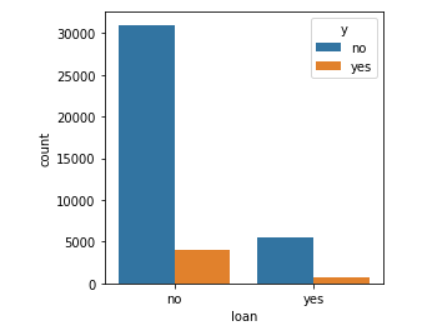 y
no
yes
30000
25000
20000
15000
10000
5000
0
count
no yes
loan